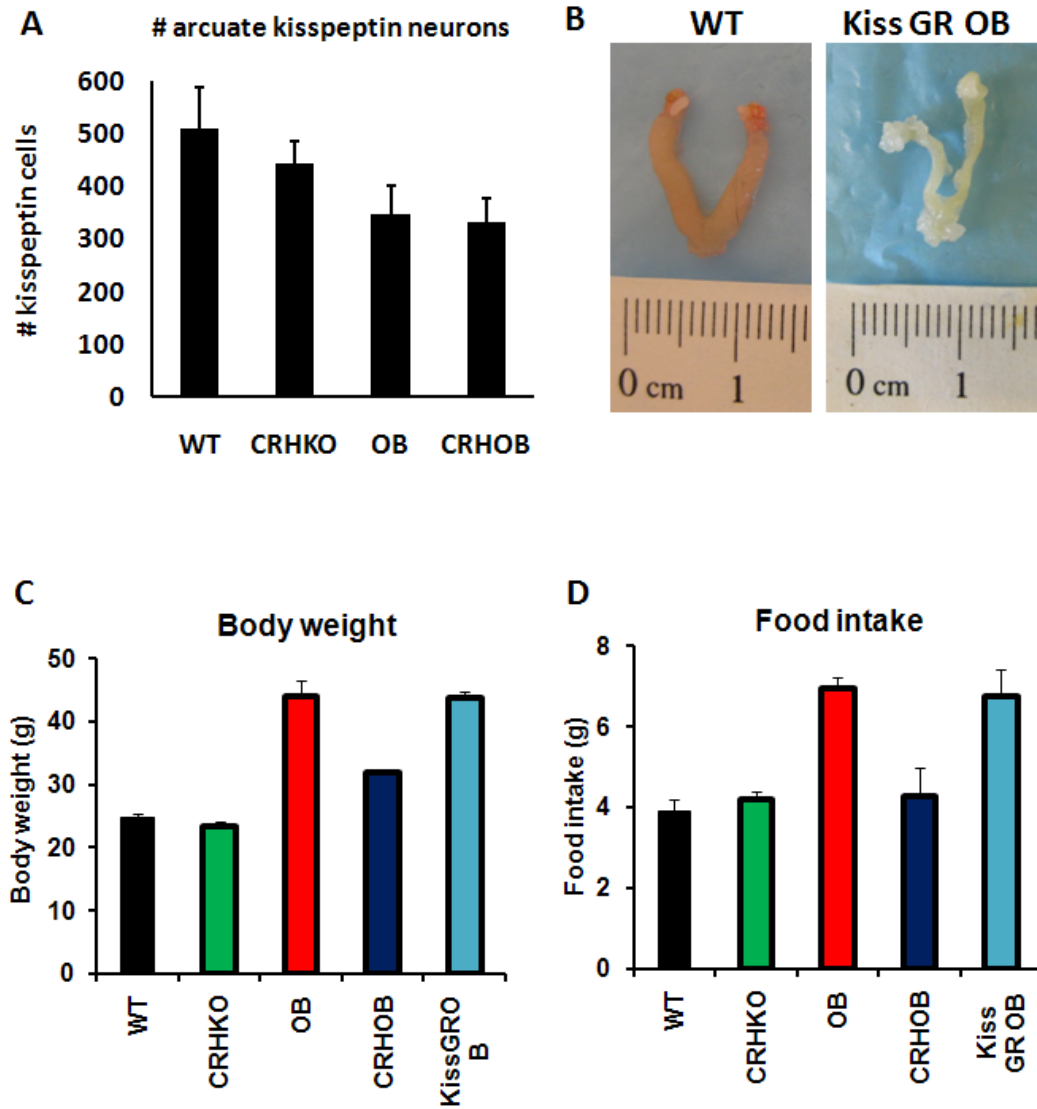 A
# arcuate kisspeptin neurons
# kisspeptin cells
600
500
400
300
200
100
0
WT
CRHKO
OB
CRHOB
B
WT
Kiss GR OB
0 cm
1
0 cm
1
C
Body weight
Body weight (g)
50
40
30
20
10
0
WT
CRHKO
OB
CRHOB
KissGRO
B
D
Food intake
Food intake (g)
8
6
4
2
0
WT
CRHKO
OB
CRHOB
Kiss
GR OB